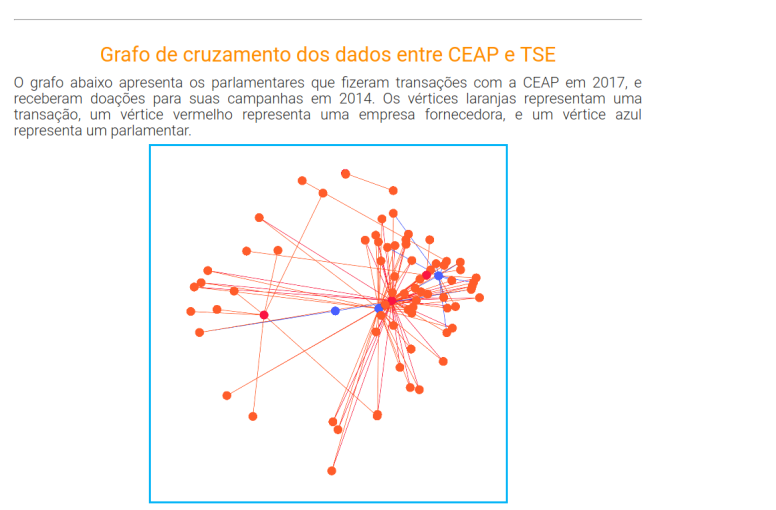 Grafo de cruzamento dos dados entre CEAP e TSE
O grafo abaixo apresenta os parlamentares que fizeram transações com a CEAP em 2017, e
receberam doações para suas campanhas em 2014. Os vértices laranjas representam uma
transação, um vértice vermelho representa uma empresa fornecedora, e um vértice azul
representa um parlamentar.